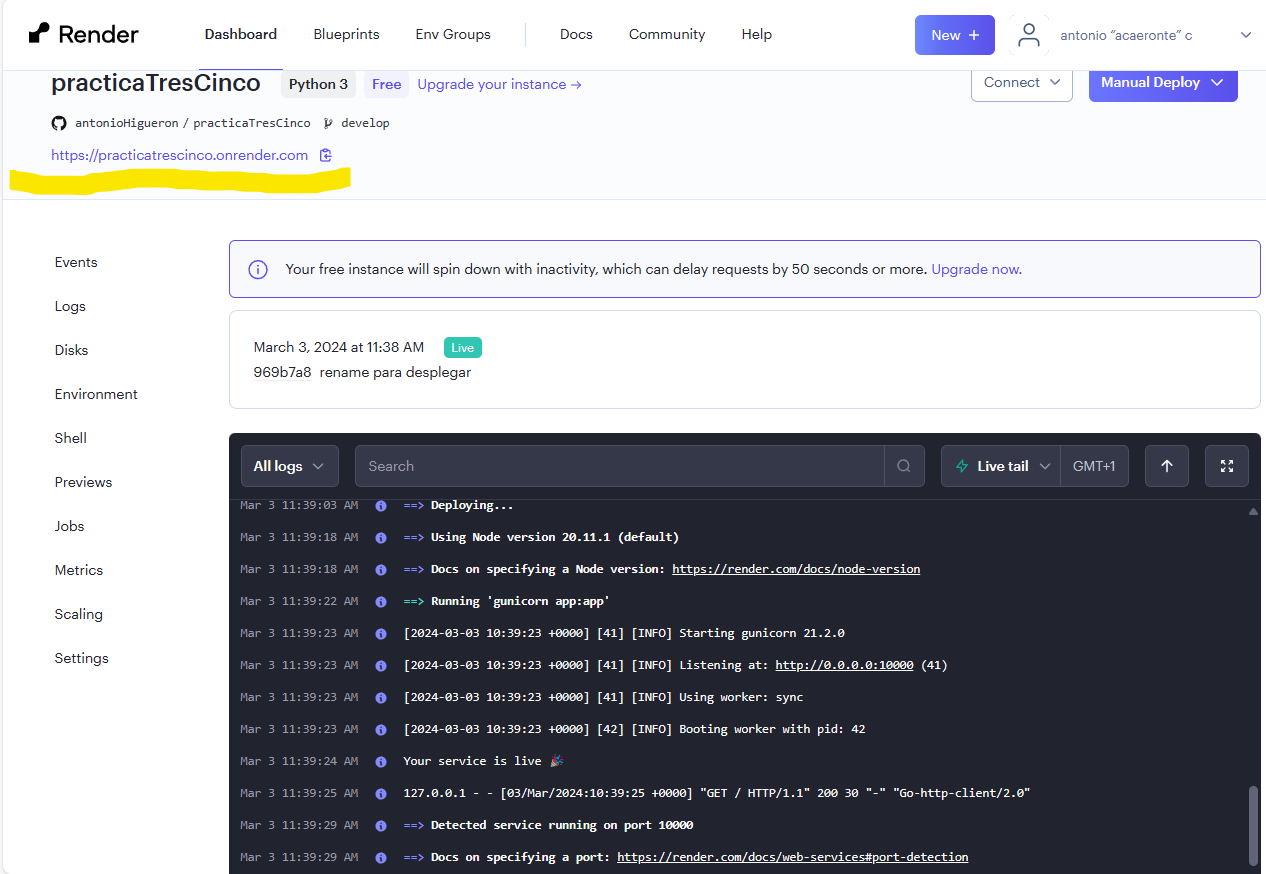 Render Dashboard Blueprints Env Groups Docs Community Help New + antonio “acaeronte” c
practicaTresCinco Python 3 Free Upgrade your instance → Connect Manual Deploy
antonioHigueron / practicaTresCinco develop
https://practicatrescinco.onrender.com
Events
Logs
Disks
Environment
Shell
Previews
Jobs
Metrics
Scaling
Settings
Your free instance will spin down with inactivity, which can delay requests by 50 seconds or more. Upgrade now.
March 3, 2024 at 11:38 AM Live
969b7a8 rename para desplegar
All logs Search Live tail GMT+1
Mar 3 11:39:03 AM ==> Deploying...
Mar 3 11:39:18 AM ==> Using Node version 20.11.1 (default)
Mar 3 11:39:18 AM ==> Docs on specifying a Node version: https://render.com/docs/node-version
Mar 3 11:39:22 AM ==> Running 'gunicorn app:app'
Mar 3 11:39:23 AM [2024-03-03 10:39:23 +0000] [41] [INFO] Starting gunicorn 21.2.0
Mar 3 11:39:23 AM [2024-03-03 10:39:23 +0000] [41] [INFO] Listening at: http://0.0.0.0:10000 (41)
Mar 3 11:39:23 AM [2024-03-03 10:39:23 +0000] [41] [INFO] Using worker: sync
Mar 3 11:39:23 AM [2024-03-03 10:39:23 +0000] [42] [INFO] Booting worker with pid: 42
Mar 3 11:39:24 AM Your service is live 🎉
Mar 3 11:39:25 AM 127.0.0.1 - - [03/Mar/2024:10:39:25 +0000] "GET / HTTP/1.1" 200 30 "-" "Go-http-client/2.0"
Mar 3 11:39:29 AM ==> Detected service running on port 10000
Mar 3 11:39:29 AM ==> Docs on specifying a port: https://render.com/docs/web-services#port-detection